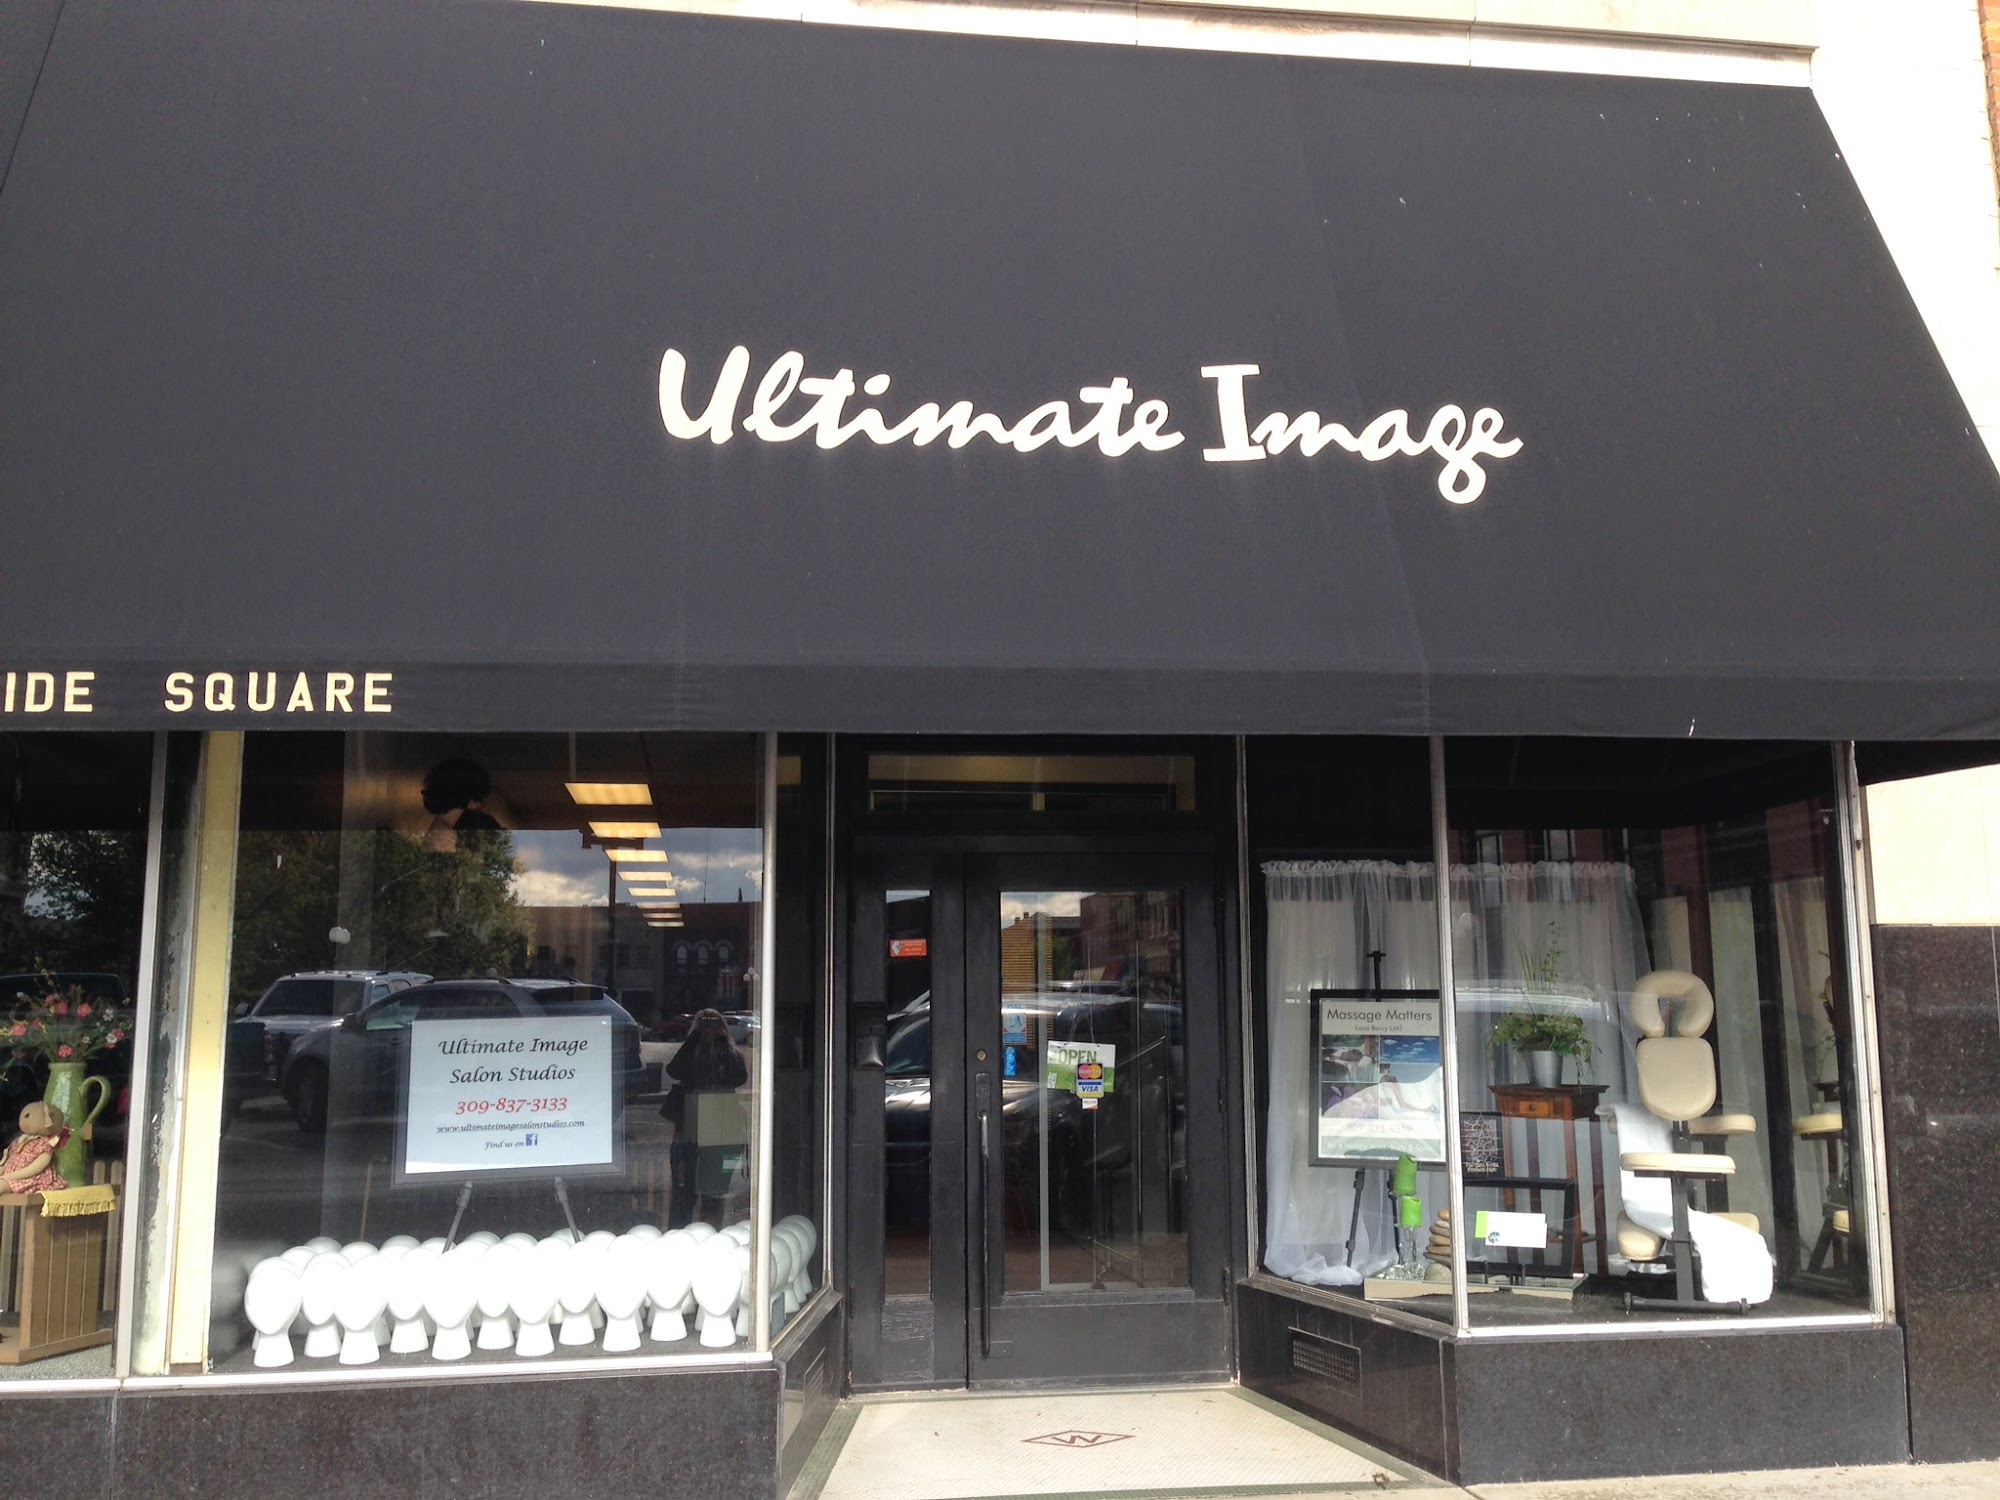 Ultimate Image
IDE SQUARE
Ultimate Image
Salon Studios
309-837-3133
www.ultimateimagesalonstudios.com
Find us on f
OPEN
MasterCard
VISA
Massage Matters
W